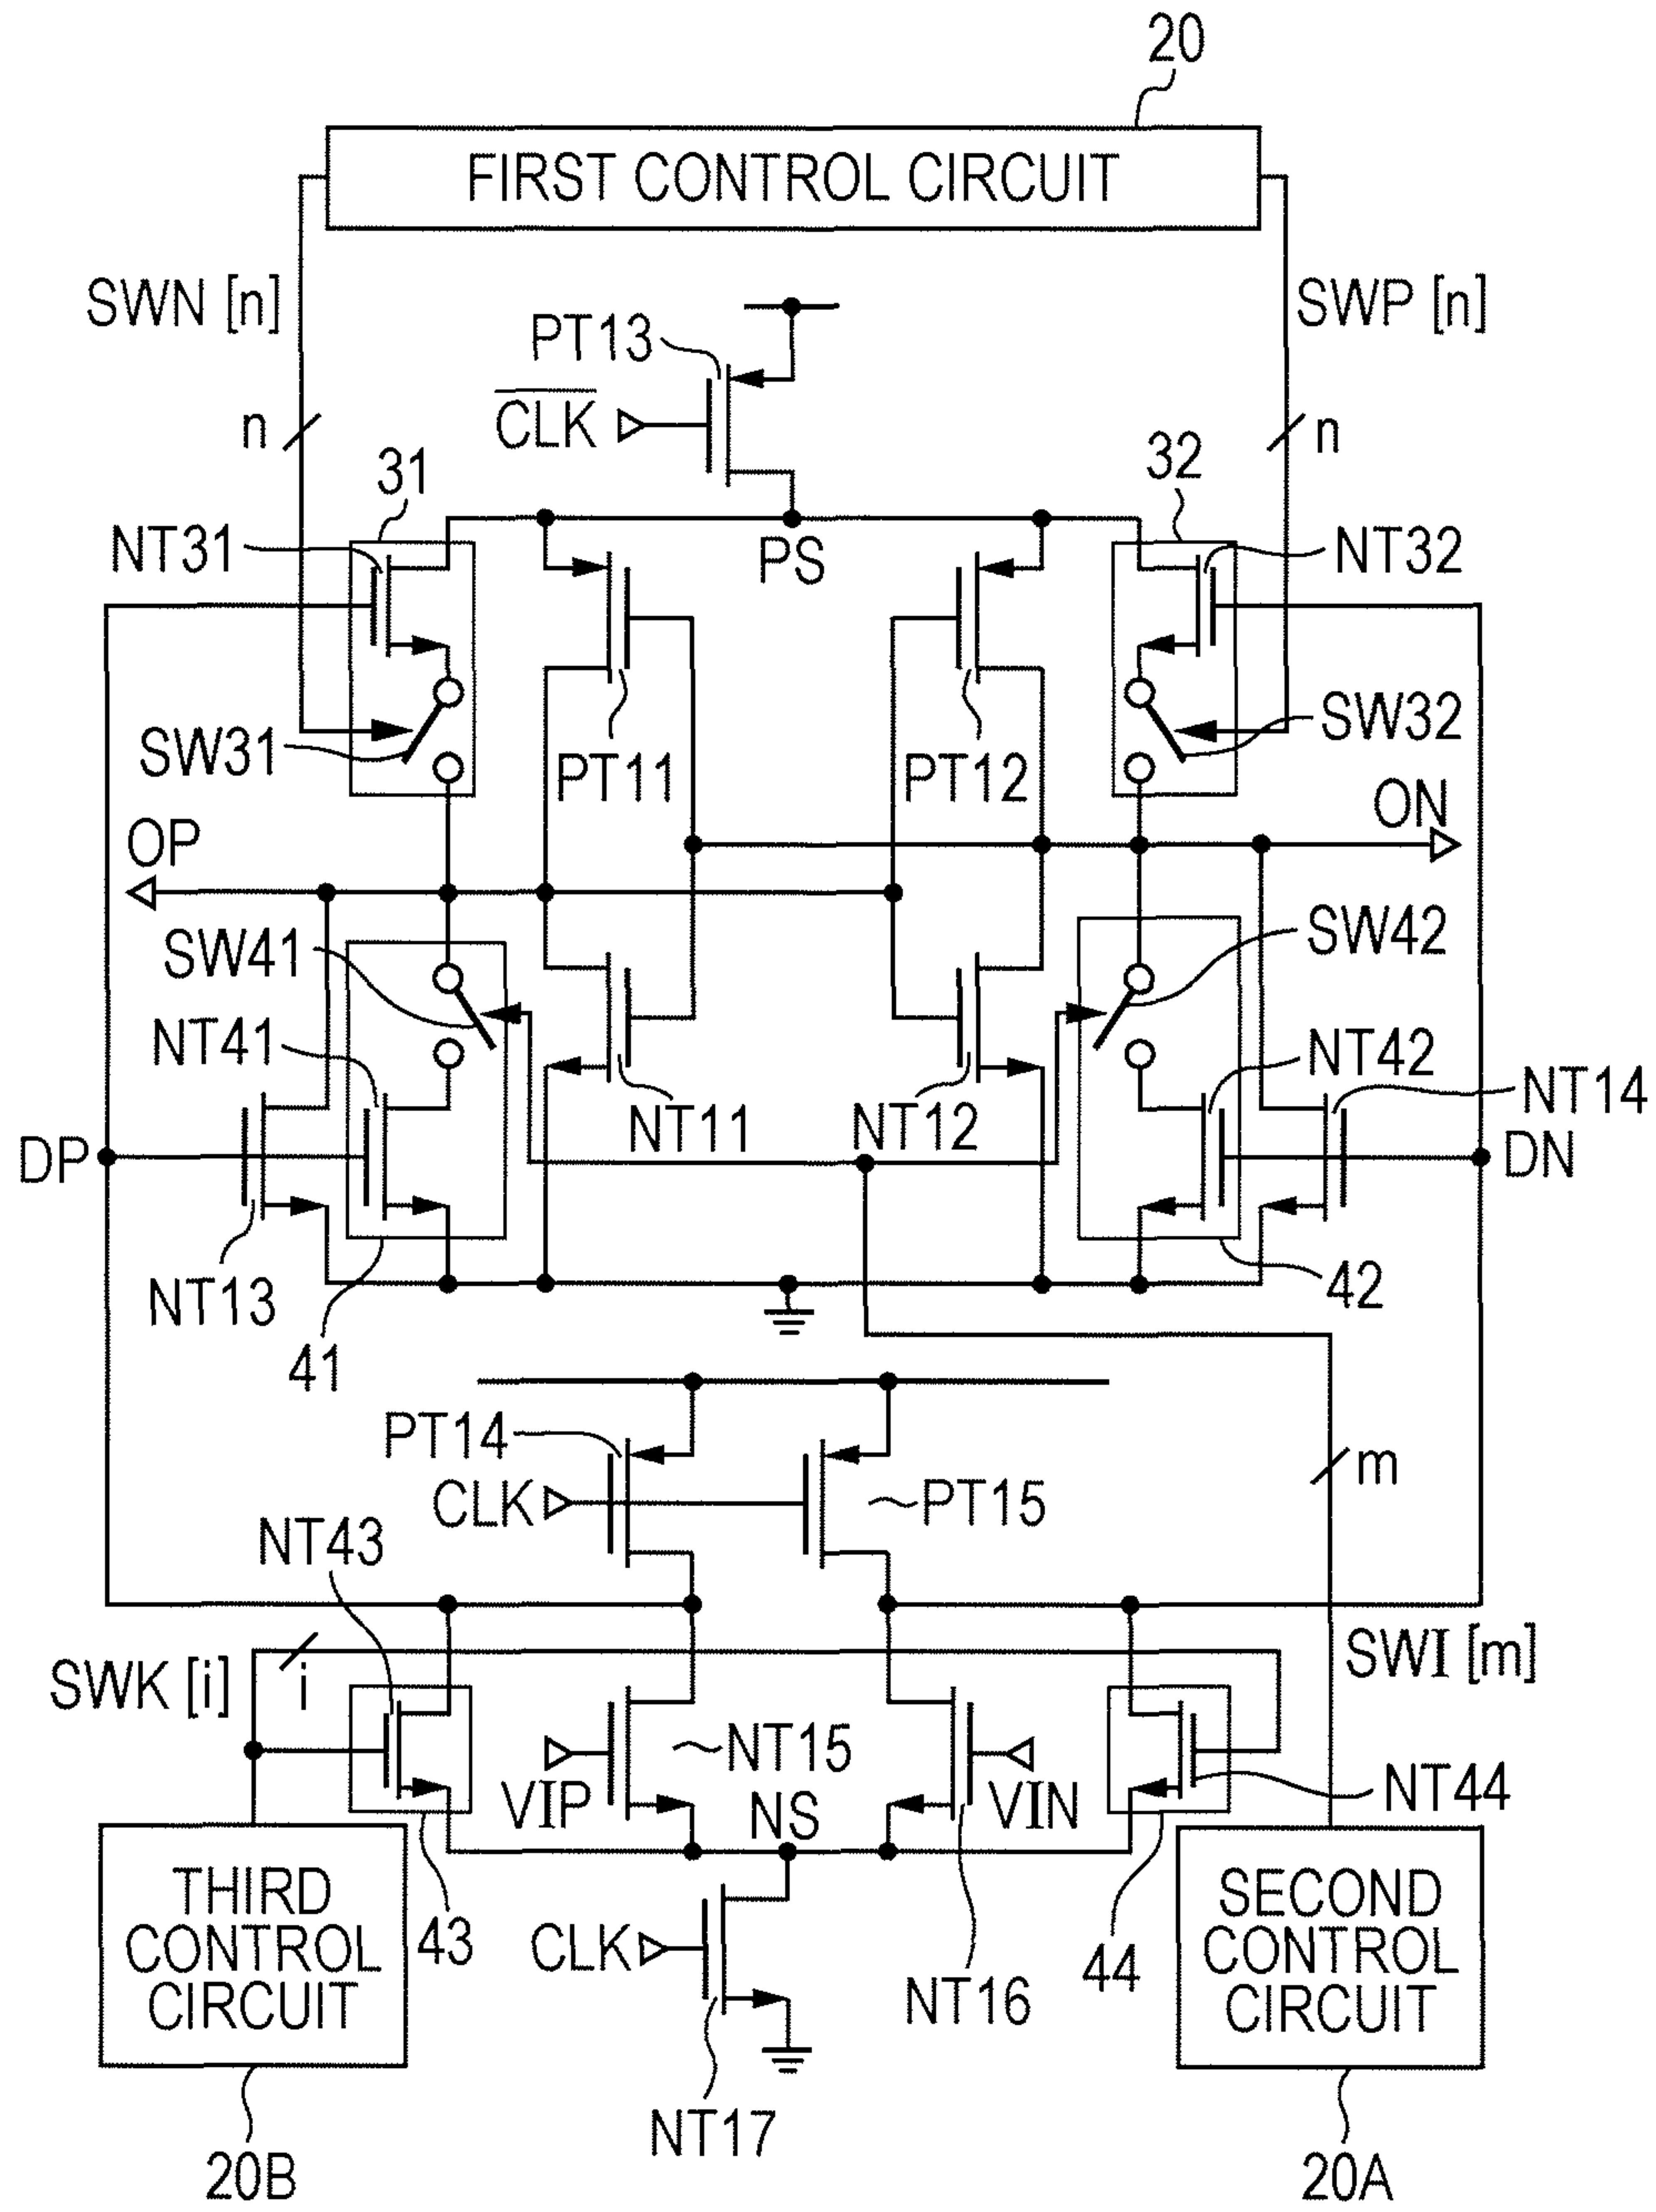 20
FIRST CONTROL CIRCUIT
SWN [n]
SWP [n]
PT13
CLK
n
n
31
32
NT31
PS
NT32
SW31
SW32
PT11
PT12
OP
ON
SW41
SW42
NT41
NT42
NT14
NT11
NT12
DP
DN
NT13
42
41
PT14
m
CLK
PT15
NT43
SWI [m]
SWK [i]
i
NT15
VIP
NS
VIN
NT44
THIRD
CONTROL
CIRCUIT
SECOND
CONTROL
CIRCUIT
43
CLK
44
NT16
NT17
20B
20A